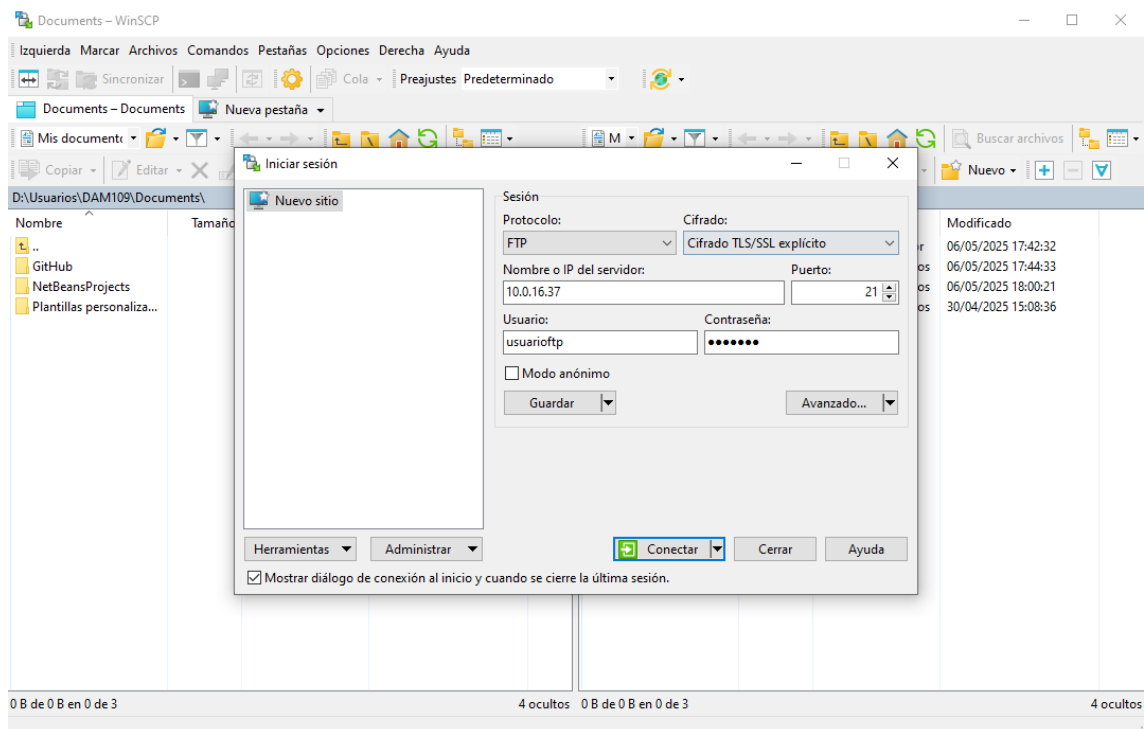 Documents – WinSCP
Izquierda Marcar Archivos Comandos Pestañas Opciones Derecha Ayuda
Sincronizar Cola Preajustes Predeterminado
Documents – Documents Nueva pestaña
Mis documentc M Buscar archivos
Copiar Editar Nuevo
Iniciar sesión
D:\Usuarios\DAM109\Documents\
Nombre Tamaño Modificado
.. 06/05/2025 17:42:32
GitHub os 06/05/2025 17:44:33
NetBeansProjects os 06/05/2025 18:00:21
Plantillas personaliza... os 30/04/2025 15:08:36
Nuevo sitio
Sesión
Protocolo: Cifrado:
FTP Cifrado TLS/SSL explícito
Nombre o IP del servidor: Puerto:
10.0.16.37 21
Usuario: Contraseña:
usuarioftp •••••••
Modo anónimo
Guardar Avanzado...
Herramientas Administrar Conectar Cerrar Ayuda
Mostrar diálogo de conexión al inicio y cuando se cierre la última sesión.
0 B de 0 B en 0 de 3 4 ocultos 0 B de 0 B en 0 de 3 4 ocultos